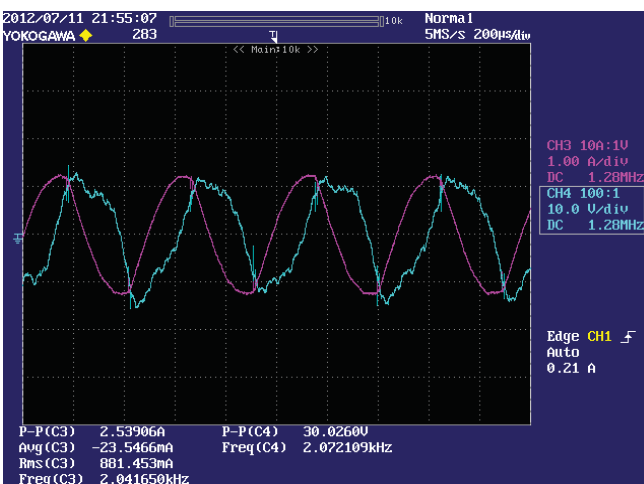 2012/07/11 21:55:07 10k Normal
YOKOGAWA 283 5MS/s 200μs/div
<< Main:10k >>
CH3 10A:1V
1.00 A/div
DC 1.28MHz
CH4 100:1
10.0 V/div
DC 1.28MHz
Edge CH1
Auto
0.21 A
P-P(C3) 2.53906A P-P(C4) 30.0260V
Avg(C3) -23.5466mA Freq(C4) 2.072109kHz
Rms(C3) 881.453mA
Freq(C3) 2.041650kHz